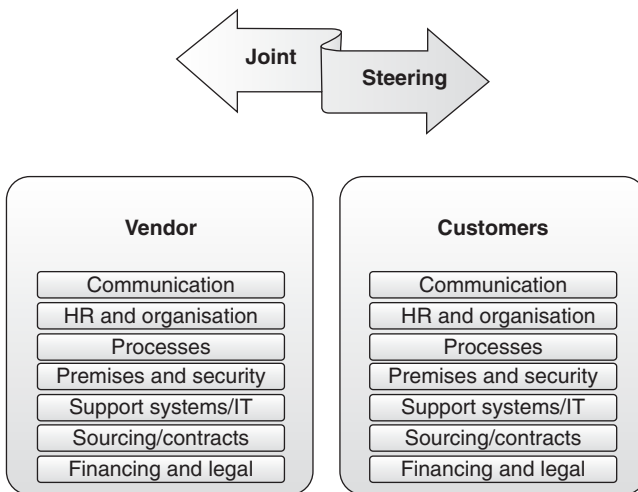 Joint
Steering
Vendor
Communication
HR and organisation
Processes
Premises and security
Support systems/IT
Sourcing/contracts
Financing and legal
Customers
Communication
HR and organisation
Processes
Premises and security
Support systems/IT
Sourcing/contracts
Financing and legal